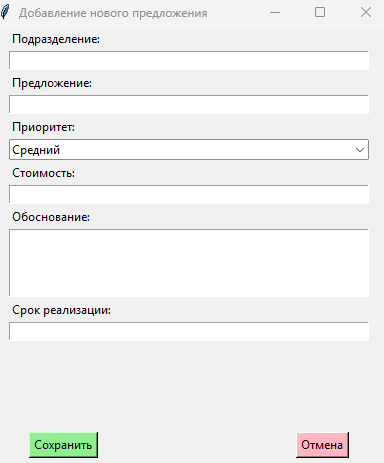 Добавление нового предложения
Подразделение:
Предложение:
Приоритет:
Средний
Стоимость:
Обоснование:
Срок реализации:
Сохранить
Отмена